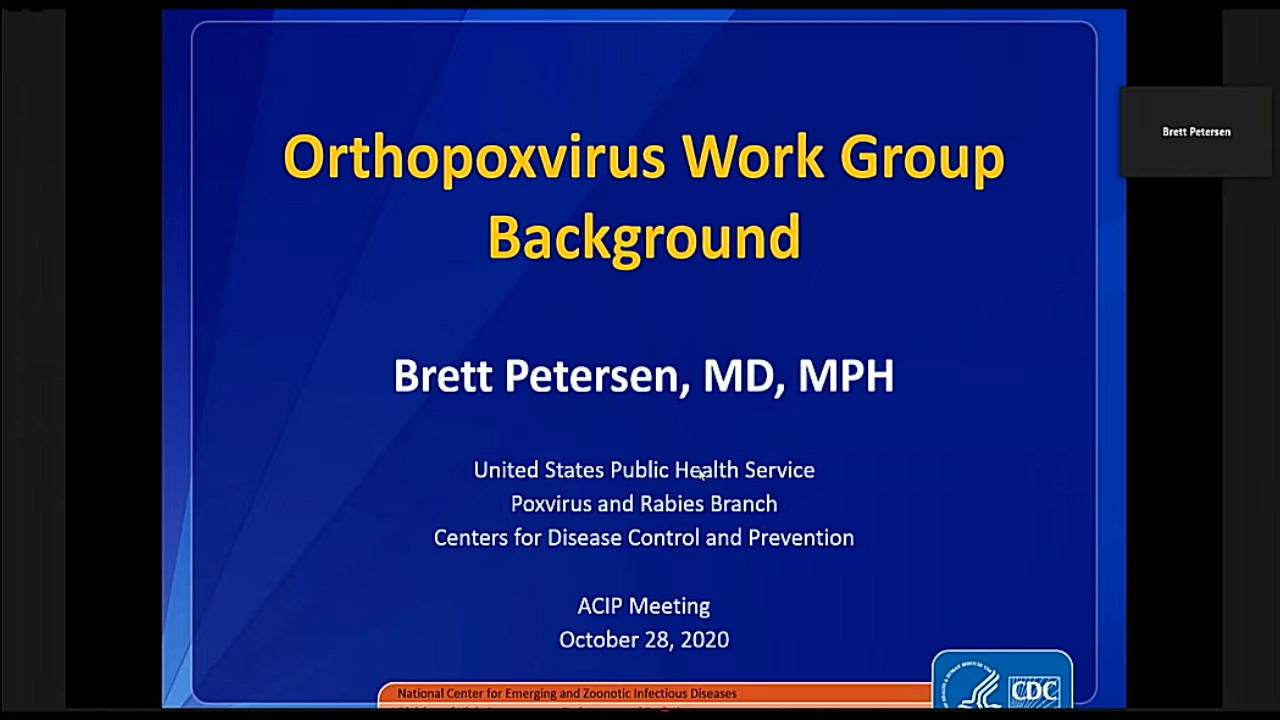 Orthopoxvirus Work Group
Background
Brett Petersen
Brett Petersen, MD, MPH
United States Public Health Service
Poxvirus and Rabies Branch
Centers for Disease Control and Prevention
ACIP Meeting
October 28, 2020
National Center for Emerging and Zoonotic Infectious Diseases
CDC